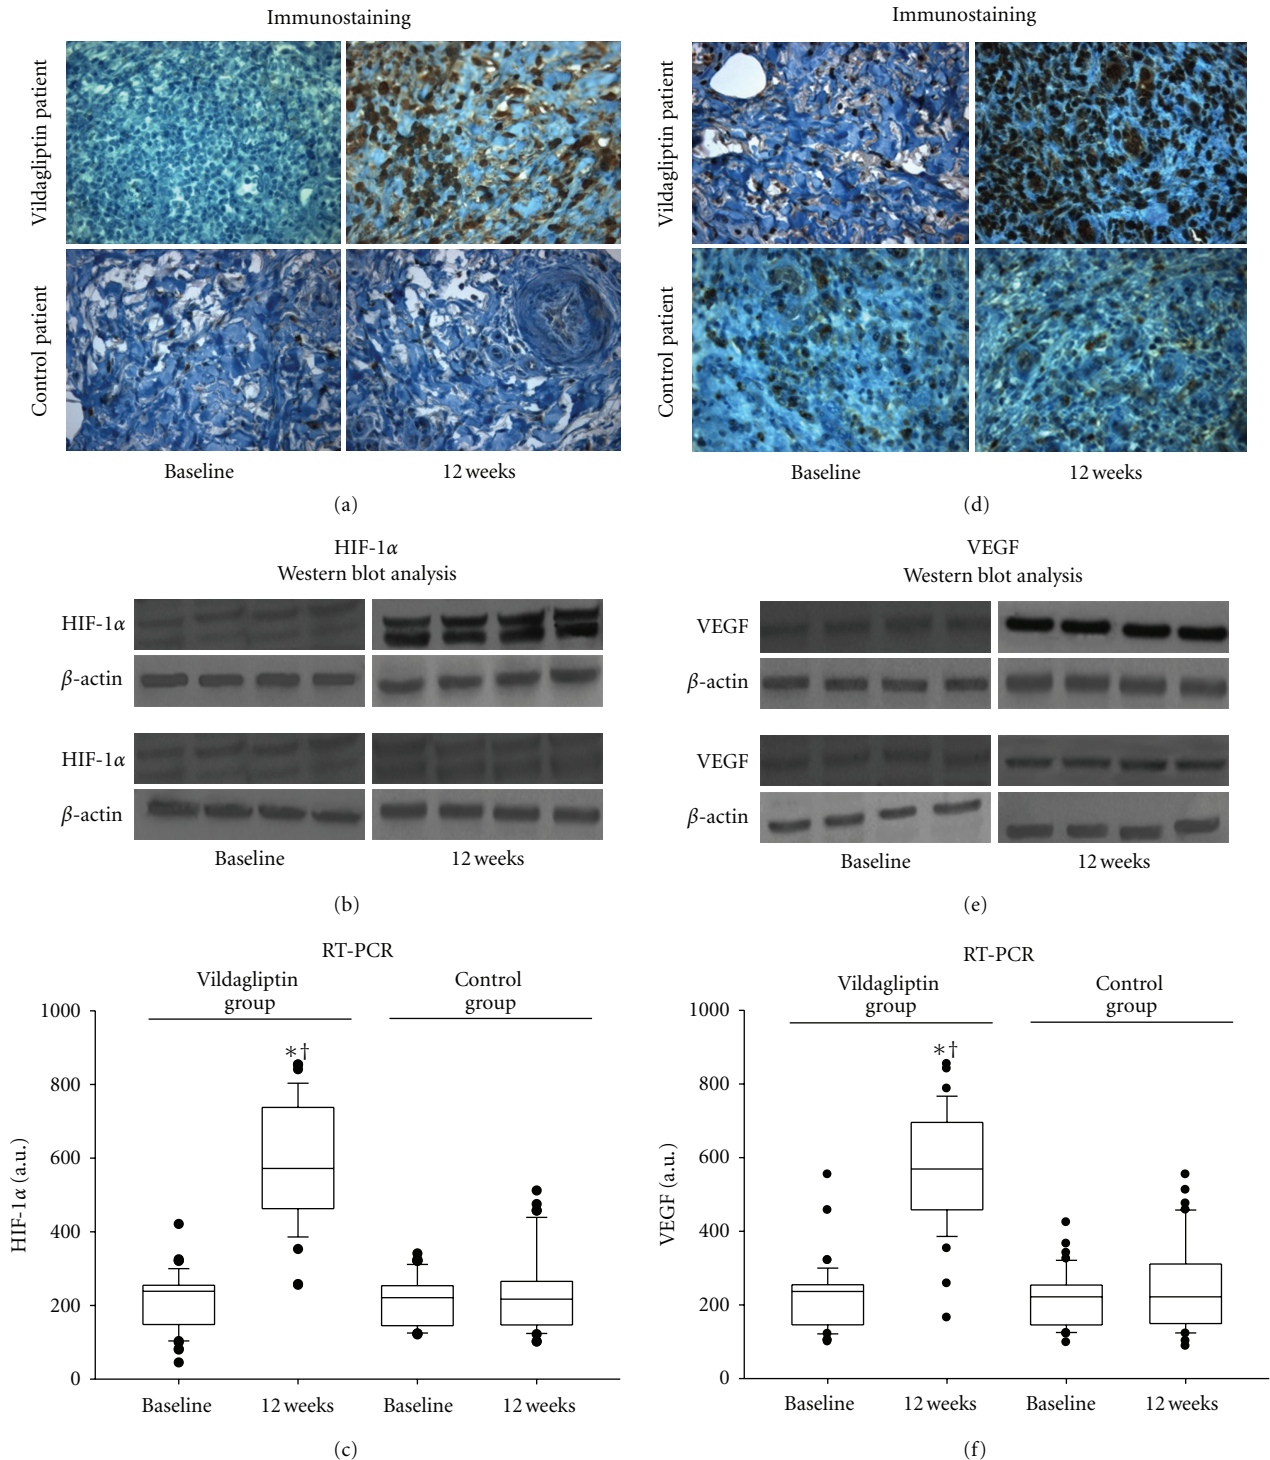 Immunostaining
Vildagliptin patient
Control patient
Baseline
12 weeks
(a)
HIF-1α
Western blot analysis
HIF-1α
β-actin
HIF-1α
β-actin
Baseline
12 weeks
(b)
RT-PCR
Vildagliptin
group
Control
group
1000
800
600
400
200
0
HIF-1α (a.u.)
*†
Baseline
12 weeks
Baseline
12 weeks
(c)
Immunostaining
Vildagliptin patient
Control patient
Baseline
12 weeks
(d)
VEGF
Western blot analysis
VEGF
β-actin
VEGF
β-actin
Baseline
12 weeks
(e)
RT-PCR
Vildagliptin
group
Control
group
1000
800
600
400
200
0
VEGF (a.u.)
*†
Baseline
12 weeks
Baseline
12 weeks
(f)